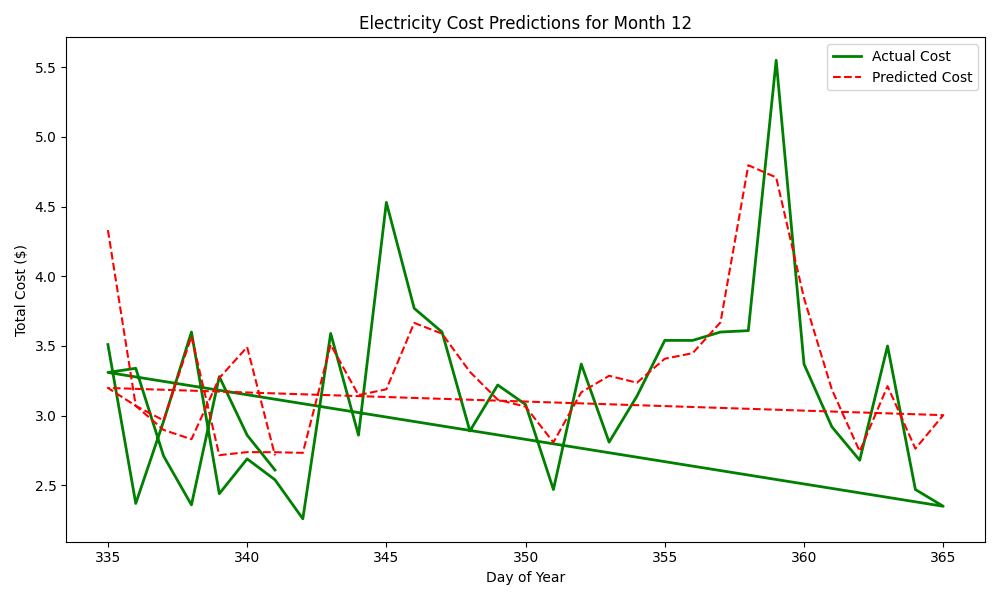 Electricity Cost Predictions for Month 12
Actual Cost
Predicted Cost
Total Cost ($)
5.5
5.0
4.5
4.0
3.5
3.0
2.5
335 340 345 350 355 360 365
Day of Year